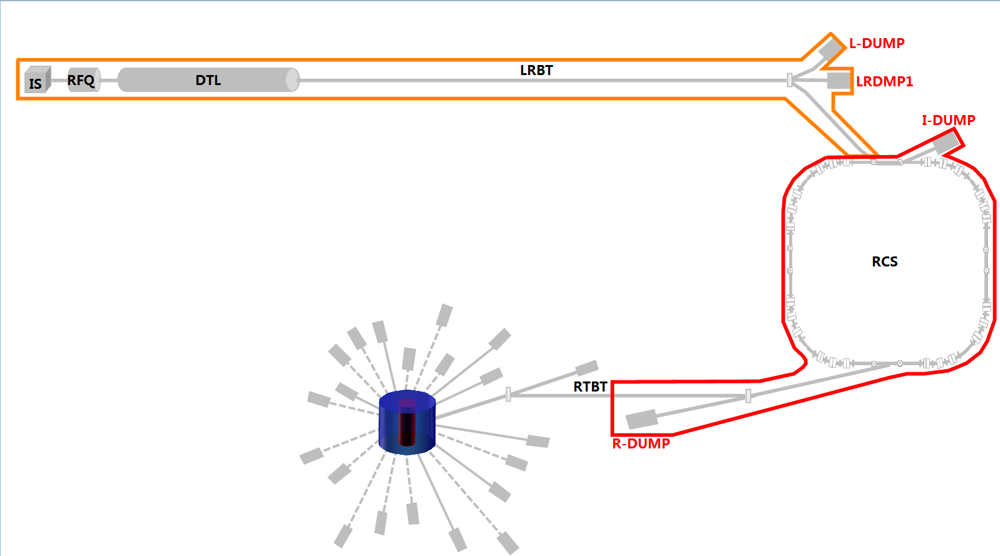 L-DUMP
LRBT
IS
RFQ
DTL
LRDMP1
I-DUMP
RCS
RTBT
R-DUMP